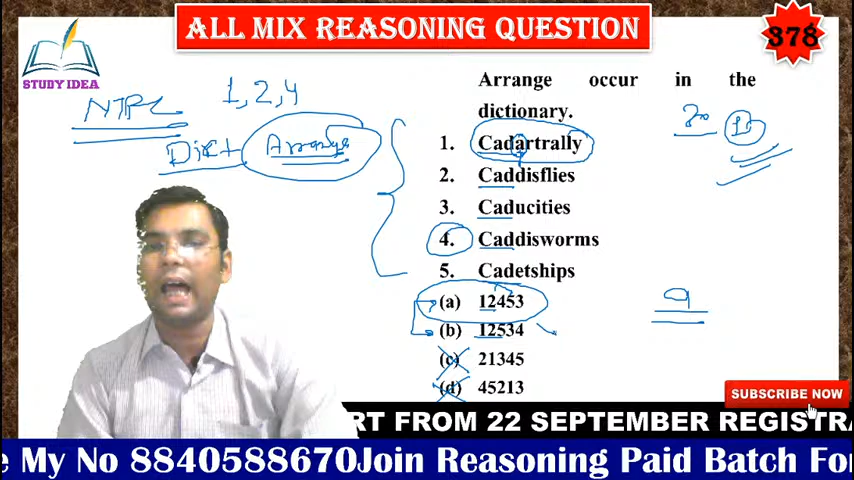 ALL MIX REASONING QUESTION
378
STUDY IDEA
NTPC
1, 2, 4
Dict Arrange
Arrange occur in the
dictionary.
1. Cadartrally
2. Caddisflies
3. Caducities
4. Caddisworms
5. Cadetships
(a) 12453
(b) 12534
(c) 21345
(d) 45213
a
SUBSCRIBE NOW
RT FROM 22 SEPTEMBER REGISTRA
e My No 8840588670Join Reasoning Paid Batch Fo